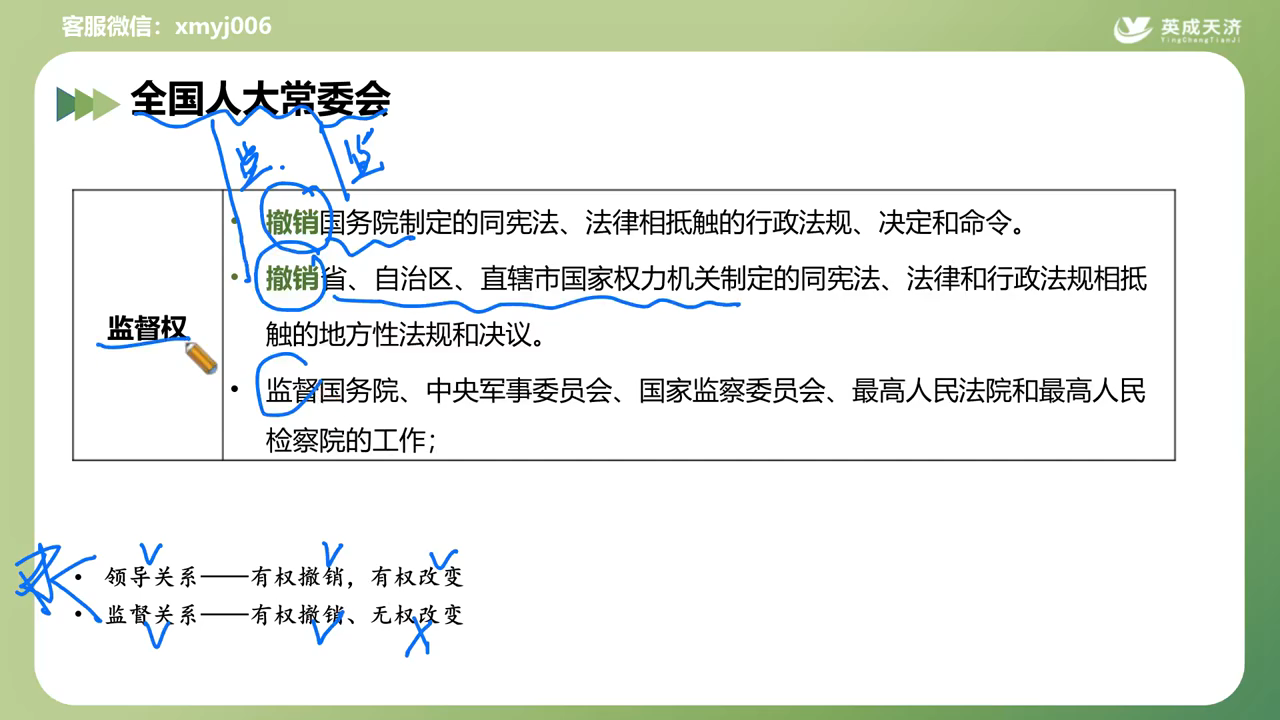 客服微信：xmyj006
英成天济
YingChengTianJi
全国人大常委会
监 监
监督权
• 撤销国务院制定的同宪法、法律相抵触的行政法规、决定和命令。
• 撤销省、自治区、直辖市国家权力机关制定的同宪法、法律和行政法规相抵
触的地方性法规和决议。
• 监督国务院、中央军事委员会、国家监察委员会、最高人民法院和最高人民
检察院的工作；
• 领导关系——有权撤销，有权改变
• 监督关系——有权撤销、无权改变